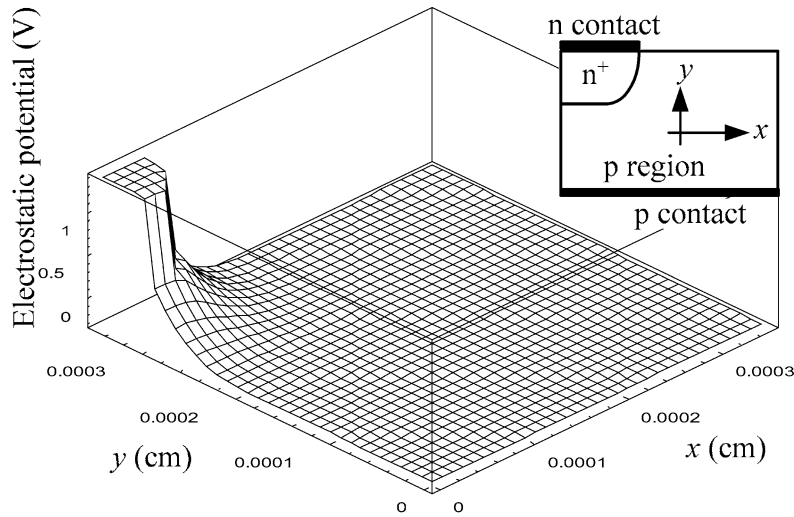 Electrostatic potential (V)
1
0.5
0
0.0003
0.0002
0.0001
0
y (cm)
0
0.0001
0.0002
0.0003
x (cm)
n contact
n⁺
y
x
p region
p contact